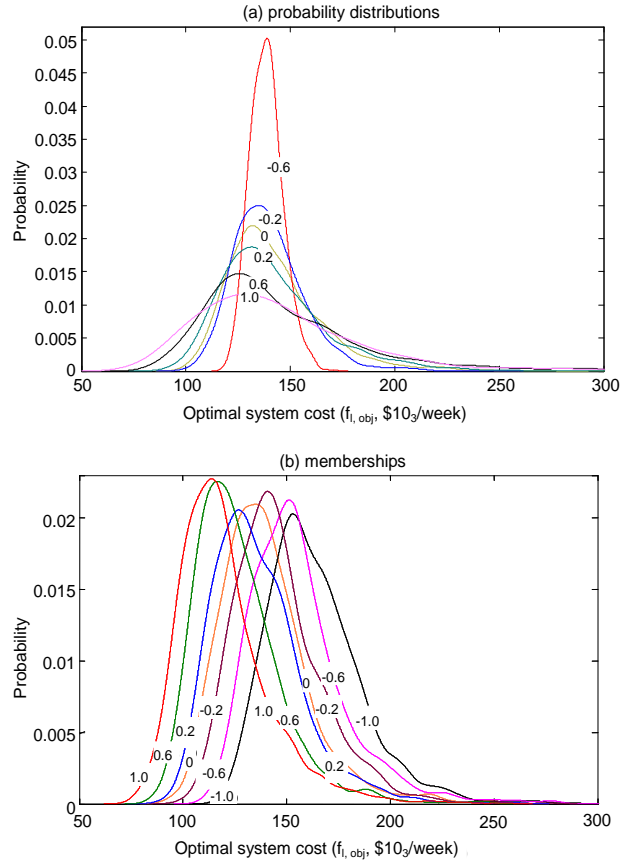 (a) probability distributions
0.05
0.045
0.04
0.035
0.03
0.025
0.02
0.015
0.01
0.005
0
Probability
-0.6
-0.2
0
0.2
0.6
1.0
50 100 150 200 250 300
Optimal system cost (fl, obj, $103/week)
(b) memberships
0.02
0.015
0.01
0.005
0
Probability
1.0 0.6 0.2 0 -0.2 -0.6 -1.0
1.0 0.6 0.2 0 -0.2 -0.6 -1.0
50 100 150 200 250 300
Optimal system cost (fl, obj, $103/week)